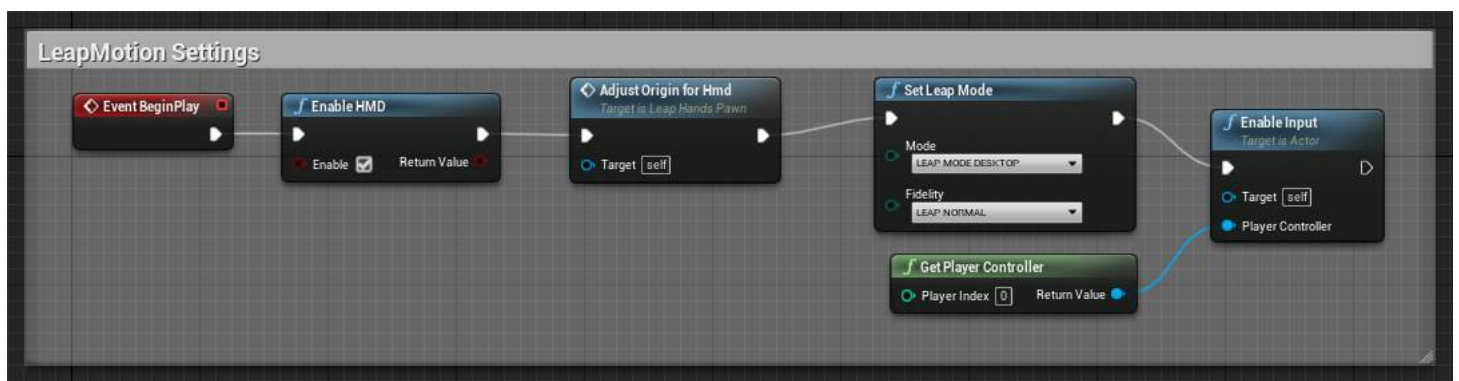 LeapMotion Settings
Event BeginPlay
Enable HMD
Enable Return Value
Adjust Origin for Hmd
Target is Leap Hands Pawn
Target self
Set Leap Mode
Mode
LEAP MODE DESKTOP
Fidelity
LEAP NORMAL
Get Player Controller
Player Index 0 Return Value
Enable Input
Target is Actor
Target self
Player Controller